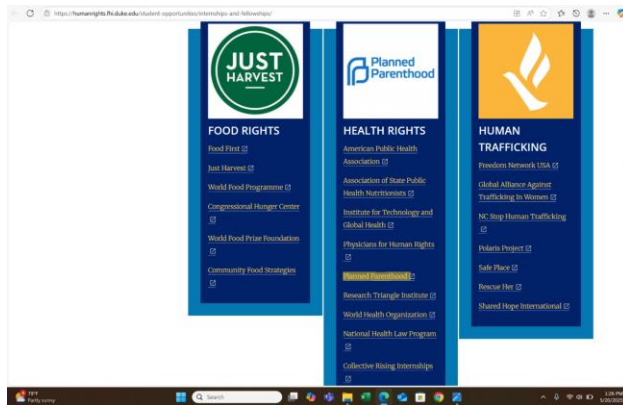 https://humanrights.fhi.duke.edu/student-opportunities/internships-and-fellowships/
JUST
HARVEST
FOOD RIGHTS
Food First
Just Harvest
World Food Programme
Congressional Hunger Center
World Food Prize Foundation
Community Food Strategies
Planned
Parenthood
HEALTH RIGHTS
American Public Health
Association
Association of State Public
Health Nutritionists
Institute for Technology and
Global Health
Physicians for Human Rights
Planned Parenthood
Research Triangle Institute
World Health Organization
National Health Law Program
Collective Rising Internships
HUMAN
TRAFFICKING
Freedom Network USA
Global Alliance Against
Trafficking In Women
NC Stop Human Trafficking
Polaris Project
Safe Place
Rescue Her
Shared Hope International
Partly sunny
Search
3:26 PM